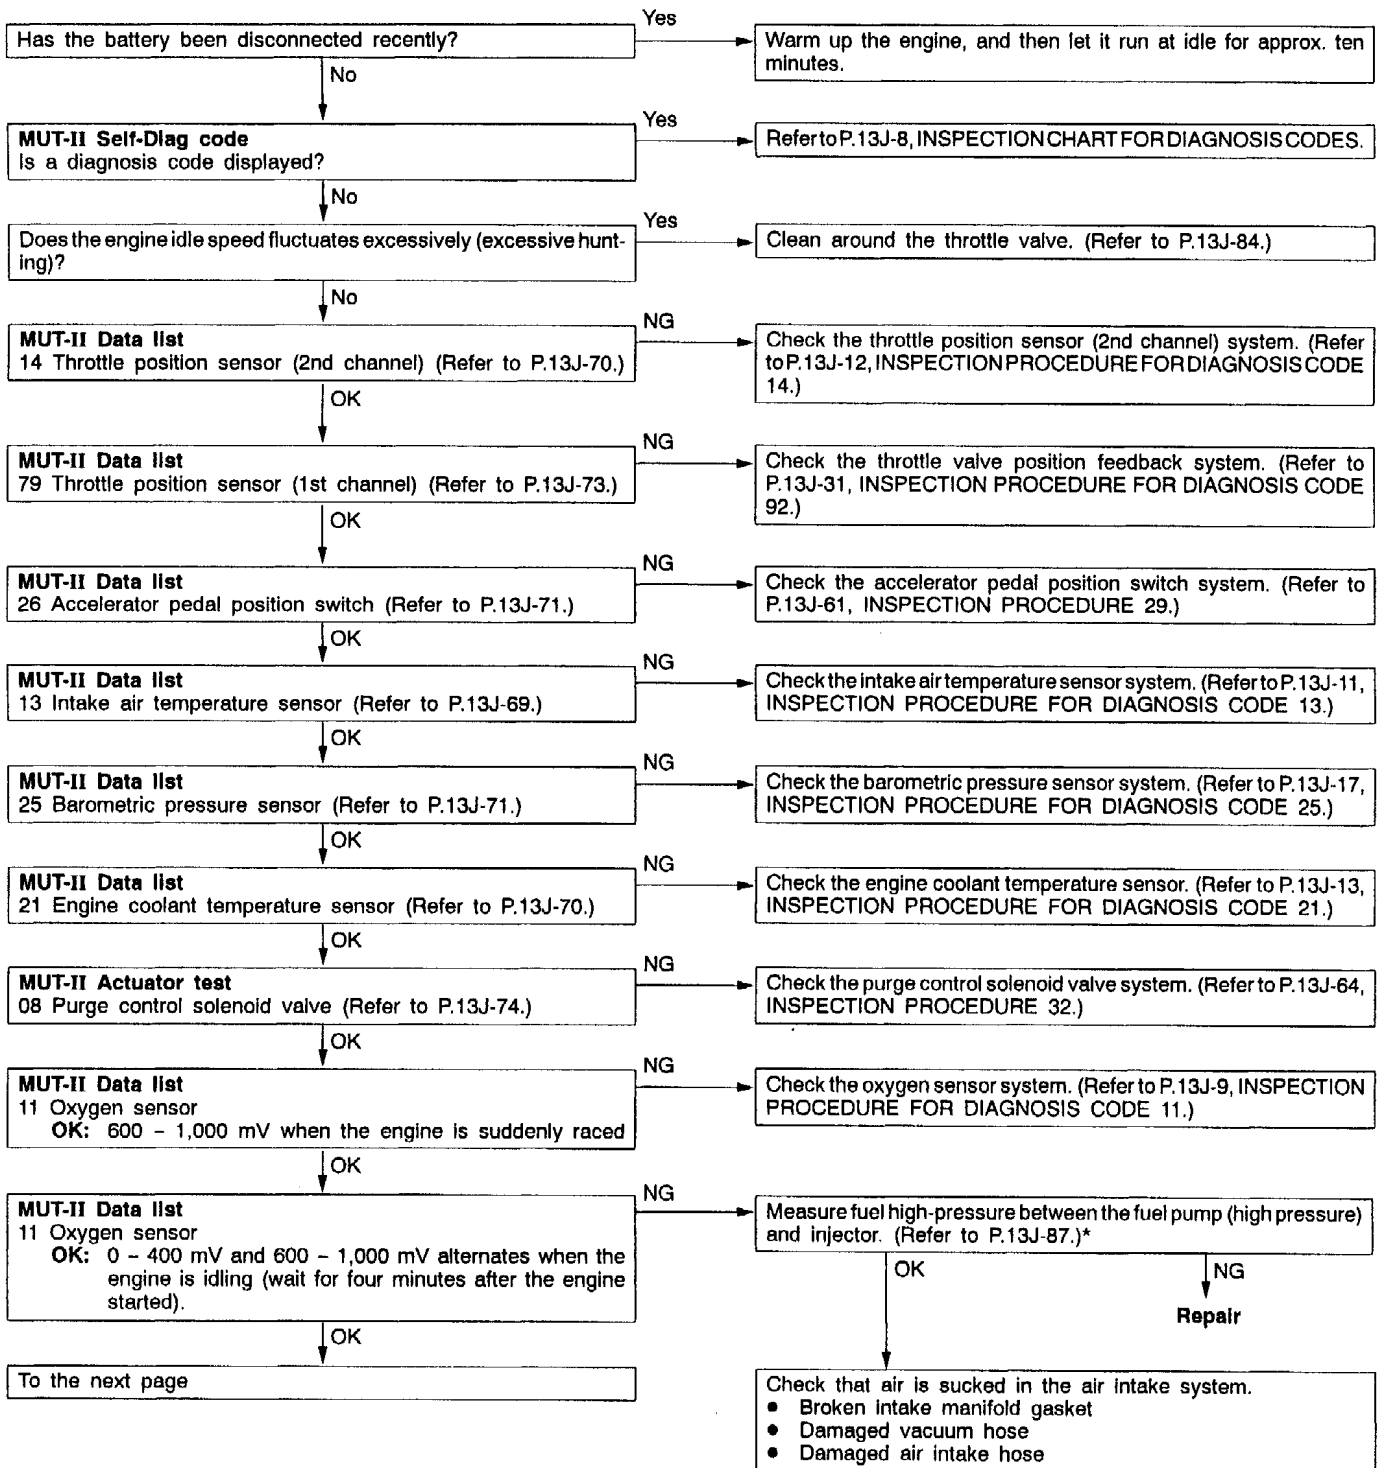 Has the battery been disconnected recently?
Yes
Warm up the engine, and then let it run at idle for approx. ten
minutes.
No
MUT-II Self-Diag code
Is a diagnosis code displayed?
Yes
Refer to P.13J-8, INSPECTION CHART FOR DIAGNOSIS CODES.
No
Does the engine idle speed fluctuates excessively (excessive hunt-
ing)?
Yes
Clean around the throttle valve. (Refer to P.13J-84.)
No
MUT-II Data list
14 Throttle position sensor (2nd channel) (Refer to P.13J-70.)
NG
Check the throttle position sensor (2nd channel) system. (Refer
to P.13J-12, INSPECTION PROCEDURE FOR DIAGNOSIS CODE
14.)
OK
MUT-II Data list
79 Throttle position sensor (1st channel) (Refer to P.13J-73.)
NG
Check the throttle valve position feedback system. (Refer to
P.13J-31, INSPECTION PROCEDURE FOR DIAGNOSIS CODE
92.)
OK
MUT-II Data list
26 Accelerator pedal position switch (Refer to P.13J-71.)
NG
Check the accelerator pedal position switch system. (Refer to
P.13J-61, INSPECTION PROCEDURE 29.)
OK
MUT-II Data list
13 Intake air temperature sensor (Refer to P.13J-69.)
NG
Check the intake air temperature sensor system. (Refer to P.13J-11,
INSPECTION PROCEDURE FOR DIAGNOSIS CODE 13.)
OK
MUT-II Data list
25 Barometric pressure sensor (Refer to P.13J-71.)
NG
Check the barometric pressure sensor system. (Refer to P.13J-17,
INSPECTION PROCEDURE FOR DIAGNOSIS CODE 25.)
OK
MUT-II Data list
21 Engine coolant temperature sensor (Refer to P.13J-70.)
NG
Check the engine coolant temperature sensor. (Refer to P.13J-13,
INSPECTION PROCEDURE FOR DIAGNOSIS CODE 21.)
OK
MUT-II Actuator test
08 Purge control solenoid valve (Refer to P.13J-74.)
NG
Check the purge control solenoid valve system. (Refer to P.13J-64,
INSPECTION PROCEDURE 32.)
OK
MUT-II Data list
11 Oxygen sensor
OK: 600 – 1,000 mV when the engine is suddenly raced
NG
Check the oxygen sensor system. (Refer to P.13J-9, INSPECTION
PROCEDURE FOR DIAGNOSIS CODE 11.)
OK
MUT-II Data list
11 Oxygen sensor
OK: 0 – 400 mV and 600 – 1,000 mV alternates when the
engine is idling (wait for four minutes after the engine
started).
NG
Measure fuel high-pressure between the fuel pump (high pressure)
and injector. (Refer to P.13J-87.)*
OK
NG
Repair
OK
To the next page
Check that air is sucked in the air intake system.
● Broken intake manifold gasket
● Damaged vacuum hose
● Damaged air intake hose